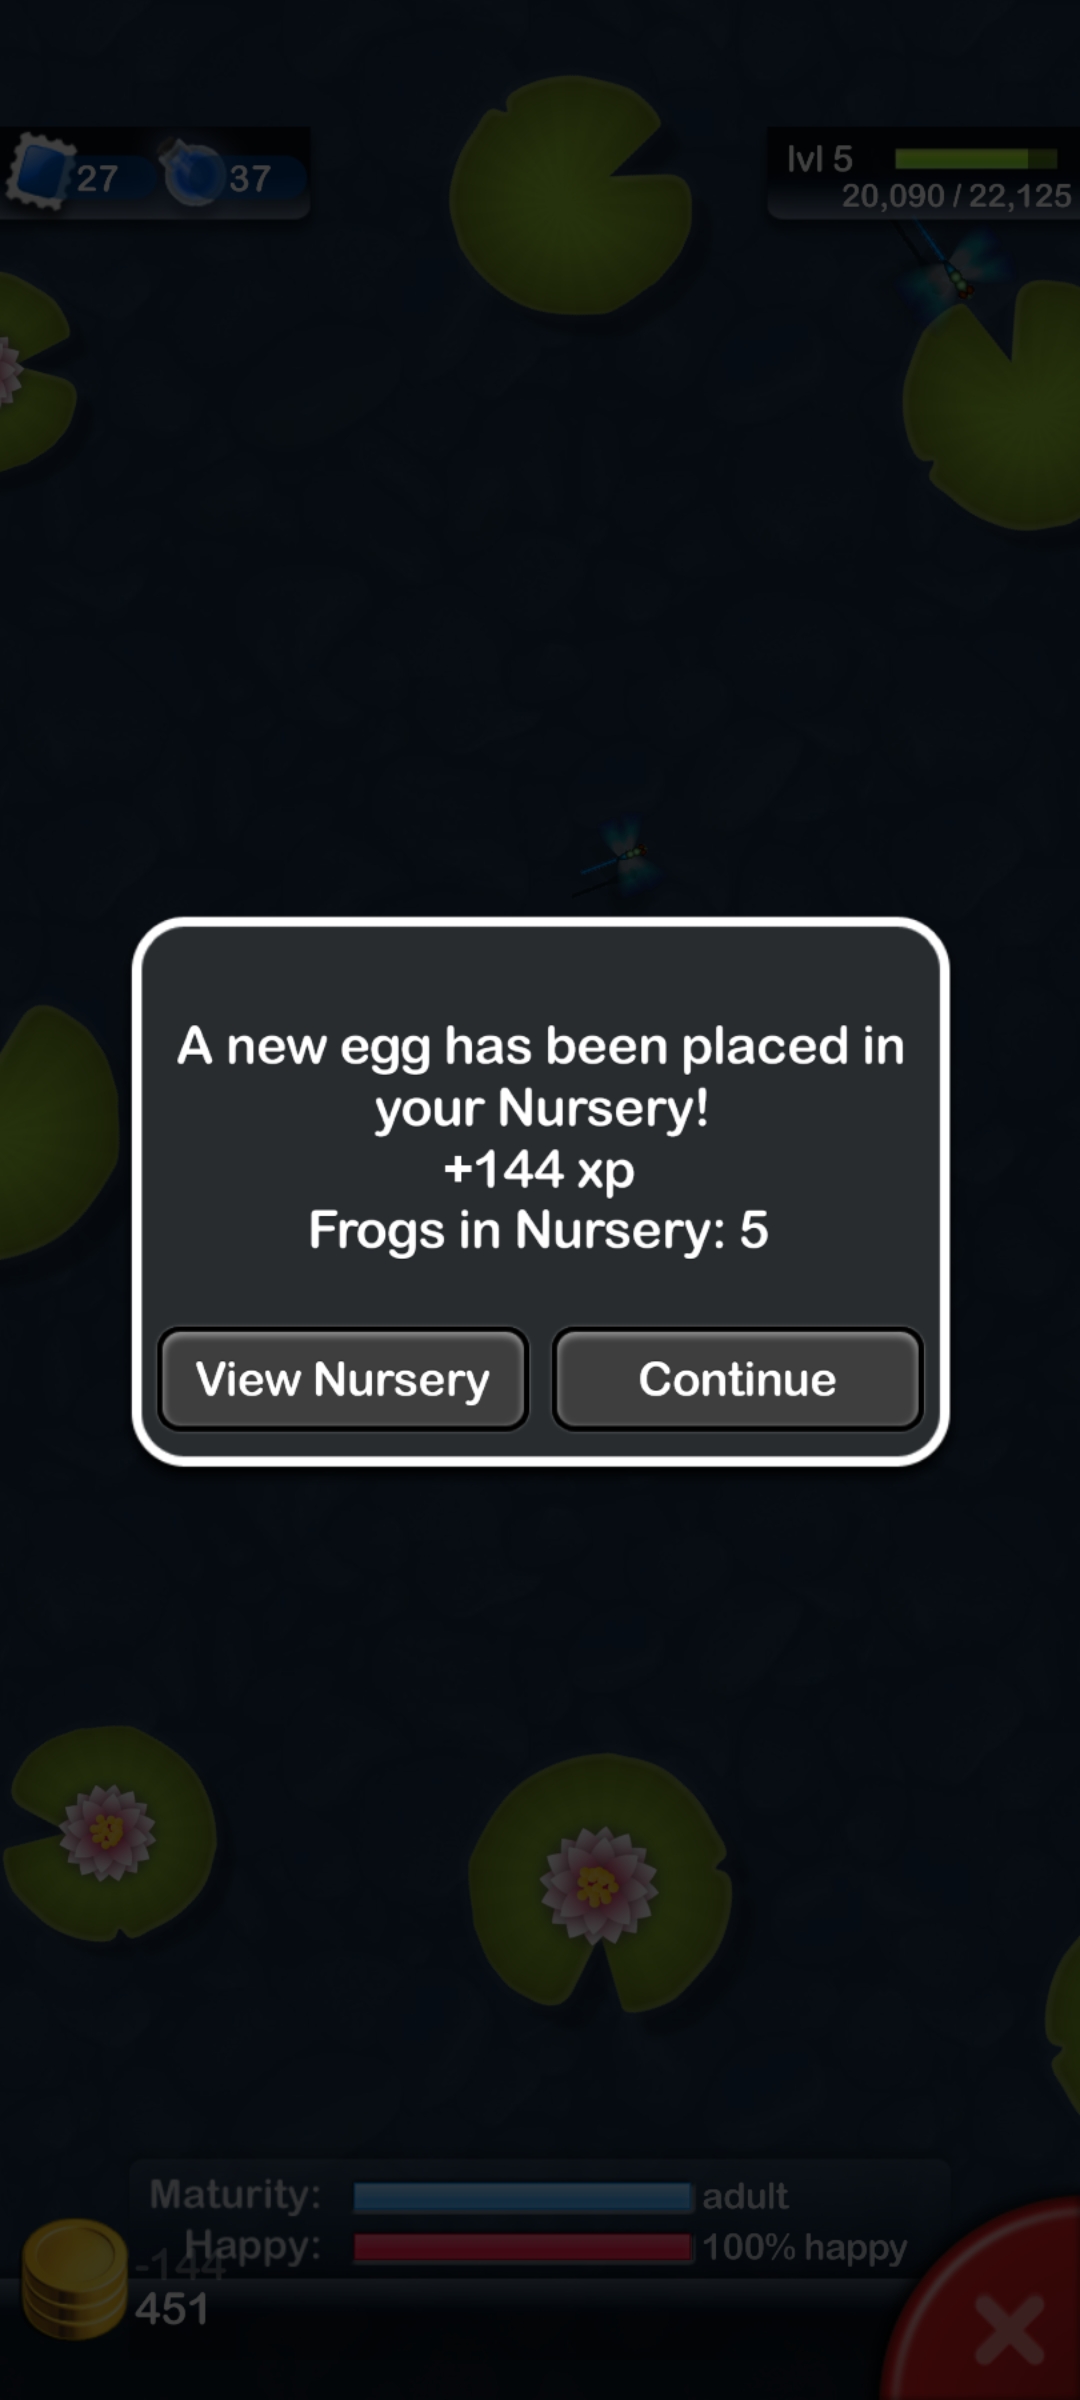 27
37
lvl 5
20,090 / 22,125
A new egg has been placed in
your Nursery!
+144 xp
Frogs in Nursery: 5
View Nursery
Continue
Maturity:
adult
Happy:
100% happy
-144
451